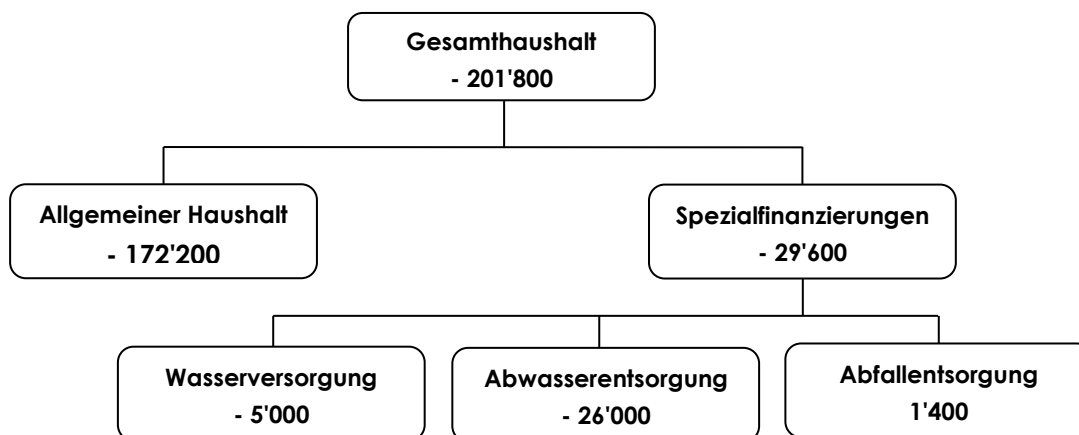 Gesamthaushalt
- 201'800
Allgemeiner Haushalt
- 172'200
Spezialfinanzierungen
- 29'600
Wasserversorgung
- 5'000
Abwasserentsorgung
- 26'000
Abfallentsorgung
1'400